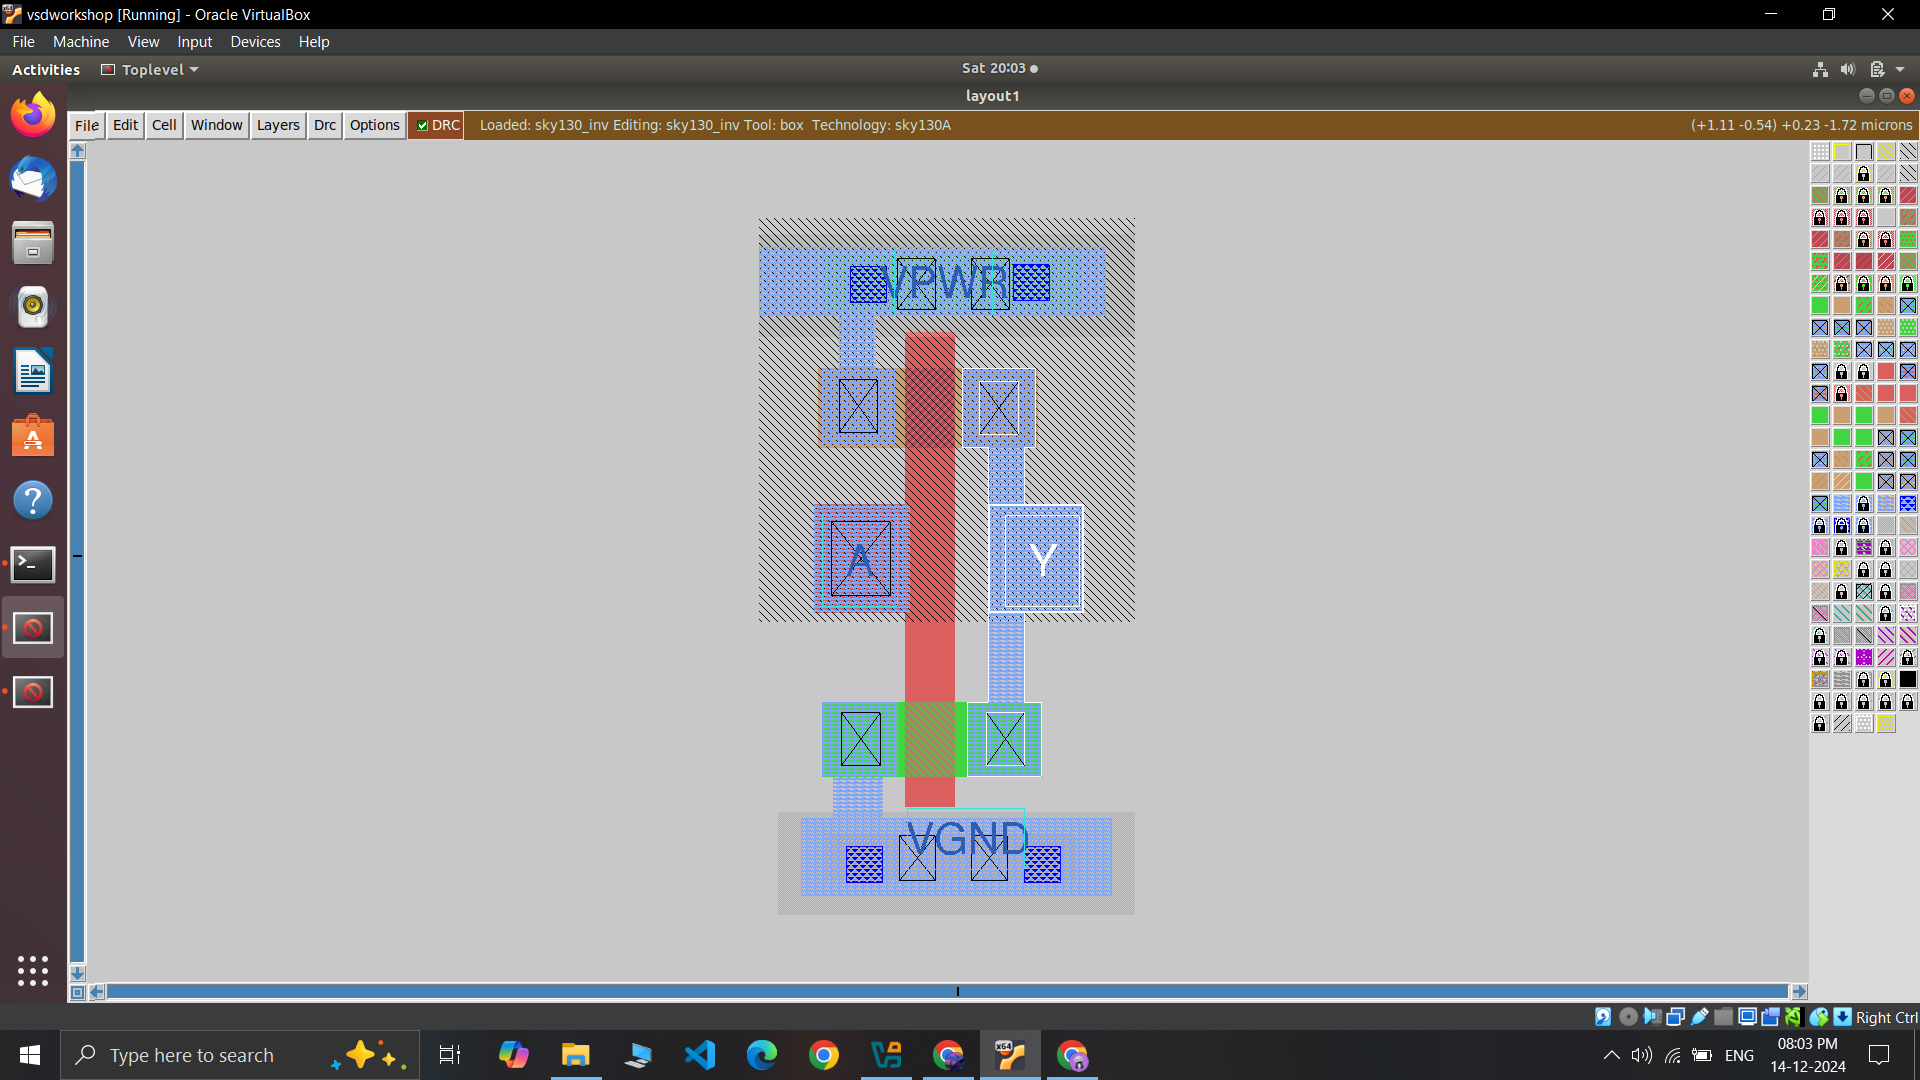 vsdworkshop [Running] - Oracle VirtualBox
File Machine View Input Devices Help
Activities Toplevel Sat 20:03
layout1
File Edit Cell Window Layers Drc Options DRC Loaded: sky130_inv Editing: sky130_inv Tool: box Technology: sky130A (+1.11 -0.54) +0.23 -1.72 microns
VPWR
A Y
VGND
Right Ctrl
Type here to search ENG 08:03 PM
14-12-2024